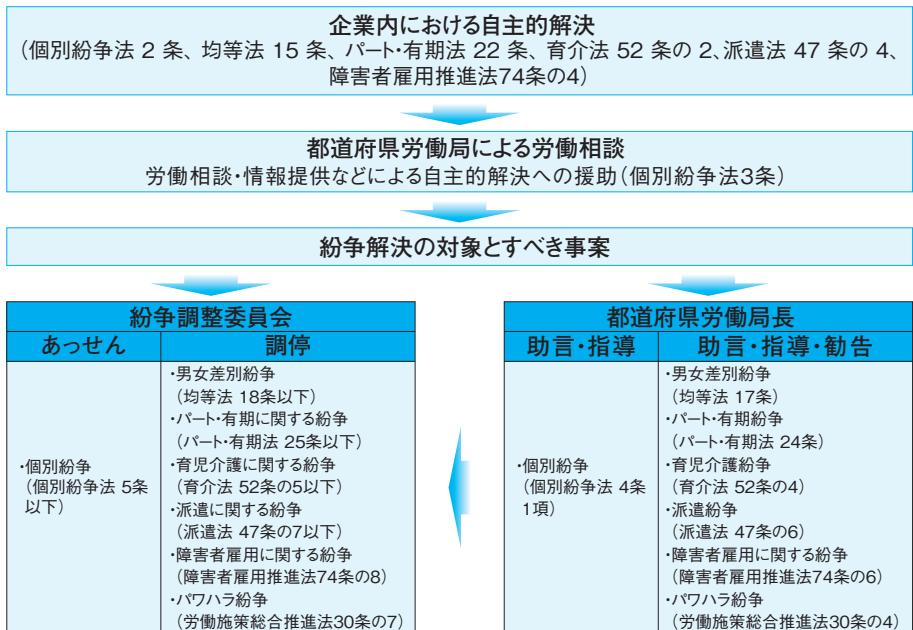 企業内における自主的解決
（個別紛争法 2 条、均等法 15 条、パート・有期法 22 条、育介法 52 条の 2、派遣法 47 条の 4、
障害者雇用推進法74条の4）
都道府県労働局による労働相談
労働相談・情報提供などによる自主的解決への援助（個別紛争法3条）
紛争解決の対象とすべき事案
紛争調整委員会
あっせん
調停
・個別紛争
（個別紛争法 5条
以下）
・男女差別紛争
（均等法 18条以下）
・パート・有期に関する紛争
（パート・有期法 25条以下）
・育児介護に関する紛争
（育介法 52条の5以下）
・派遣に関する紛争
（派遣法 47条の7以下）
・障害者雇用に関する紛争
（障害者雇用推進法74条の8）
・パワハラ紛争
（労働施策総合推進法30条の7）
都道府県労働局長
助言・指導
助言・指導・勧告
・個別紛争
（個別紛争法 4条
1項）
・男女差別紛争
（均等法 17条）
・パート・有期紛争
（パート・有期法 24条）
・育児介護紛争
（育介法 52条の4）
・派遣紛争
（派遣法 47条の6）
・障害者雇用に関する紛争
（障害者雇用推進法74条の6）
・パワハラ紛争
（労働施策総合推進法30条の4）